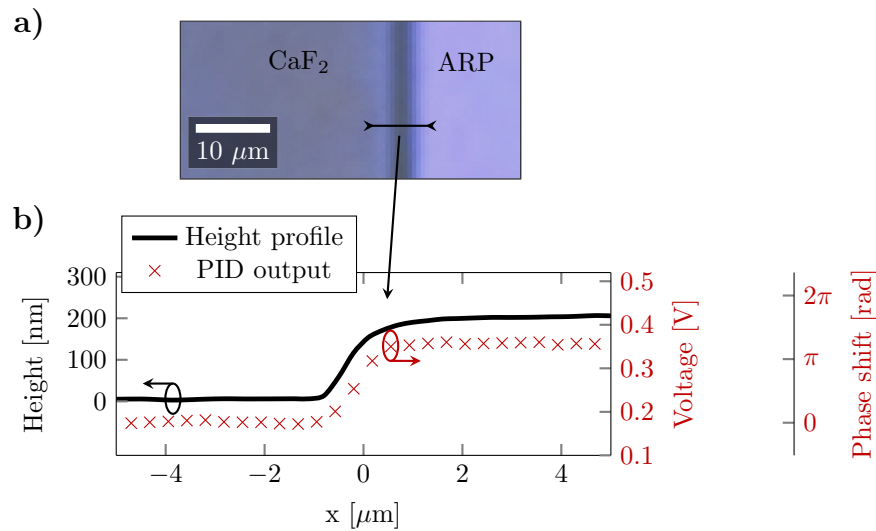 a)
CaF₂
ARP
10 μm
b)
Height profile
PID output
Height [nm]
300
200
100
0
−4
−2
0
2
4
x [μm]
0.5
0.4
0.3
0.2
0.1
Voltage [V]
2π
π
0
Phase shift [rad]